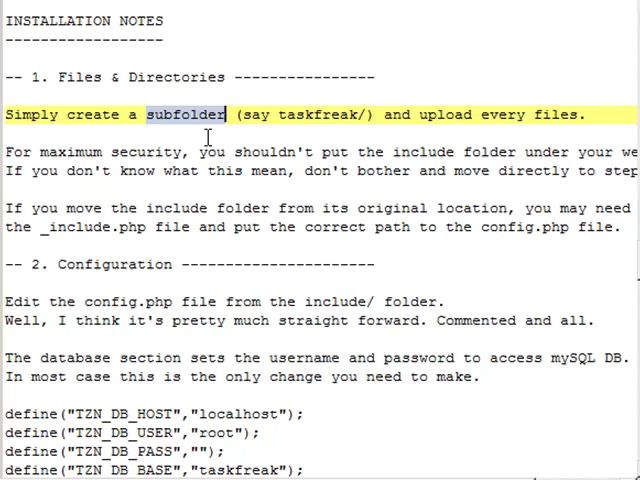 INSTALLATION NOTES
------------------
-- 1. Files & Directories ----------------
Simply create a subfolder (say taskfreak/) and upload every files.
For maximum security, you shouldn't put the include folder under your we
If you don't know what this mean, don't bother and move directly to step
If you move the include folder from its original location, you may need
the _include.php file and put the correct path to the config.php file.
-- 2. Configuration ----------------------
Edit the config.php file from the include/ folder.
Well, I think it's pretty much straight forward. Commented and all.
The database section sets the username and password to access mySQL DB.
In most case this is the only change you need to make.
define("TZN_DB_HOST","localhost");
define("TZN_DB_USER","root");
define("TZN_DB_PASS","");
define("TZN_DB_BASE","taskfreak");